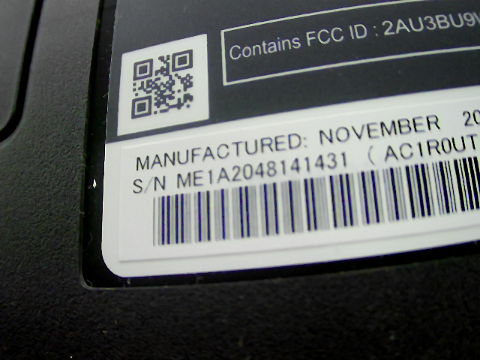 Contains FCC ID : 2AU3BU9
MANUFACTURED: NOVEMBER 20
S/N ME1A2048141431 ( AC1R0UT